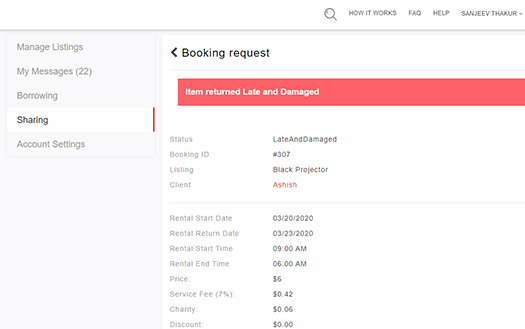 HOW IT WORKS FAQ HELP SANJEEV THAKUR
Manage Listings
My Messages (22)
Borrowing
Sharing
Account Settings
Booking request
Item returned Late and Damaged
Status LateAndDamaged
Booking ID #307
Listing Black Projector
Client Ashish
Rental Start Date 03/20/2020
Rental Return Date 03/23/2020
Rental Start Time 09:00 AM
Rental End Time 06:00 AM
Price: $6
Service Fee (7%): $0.42
Charity: $0.06
Discount: $0.00